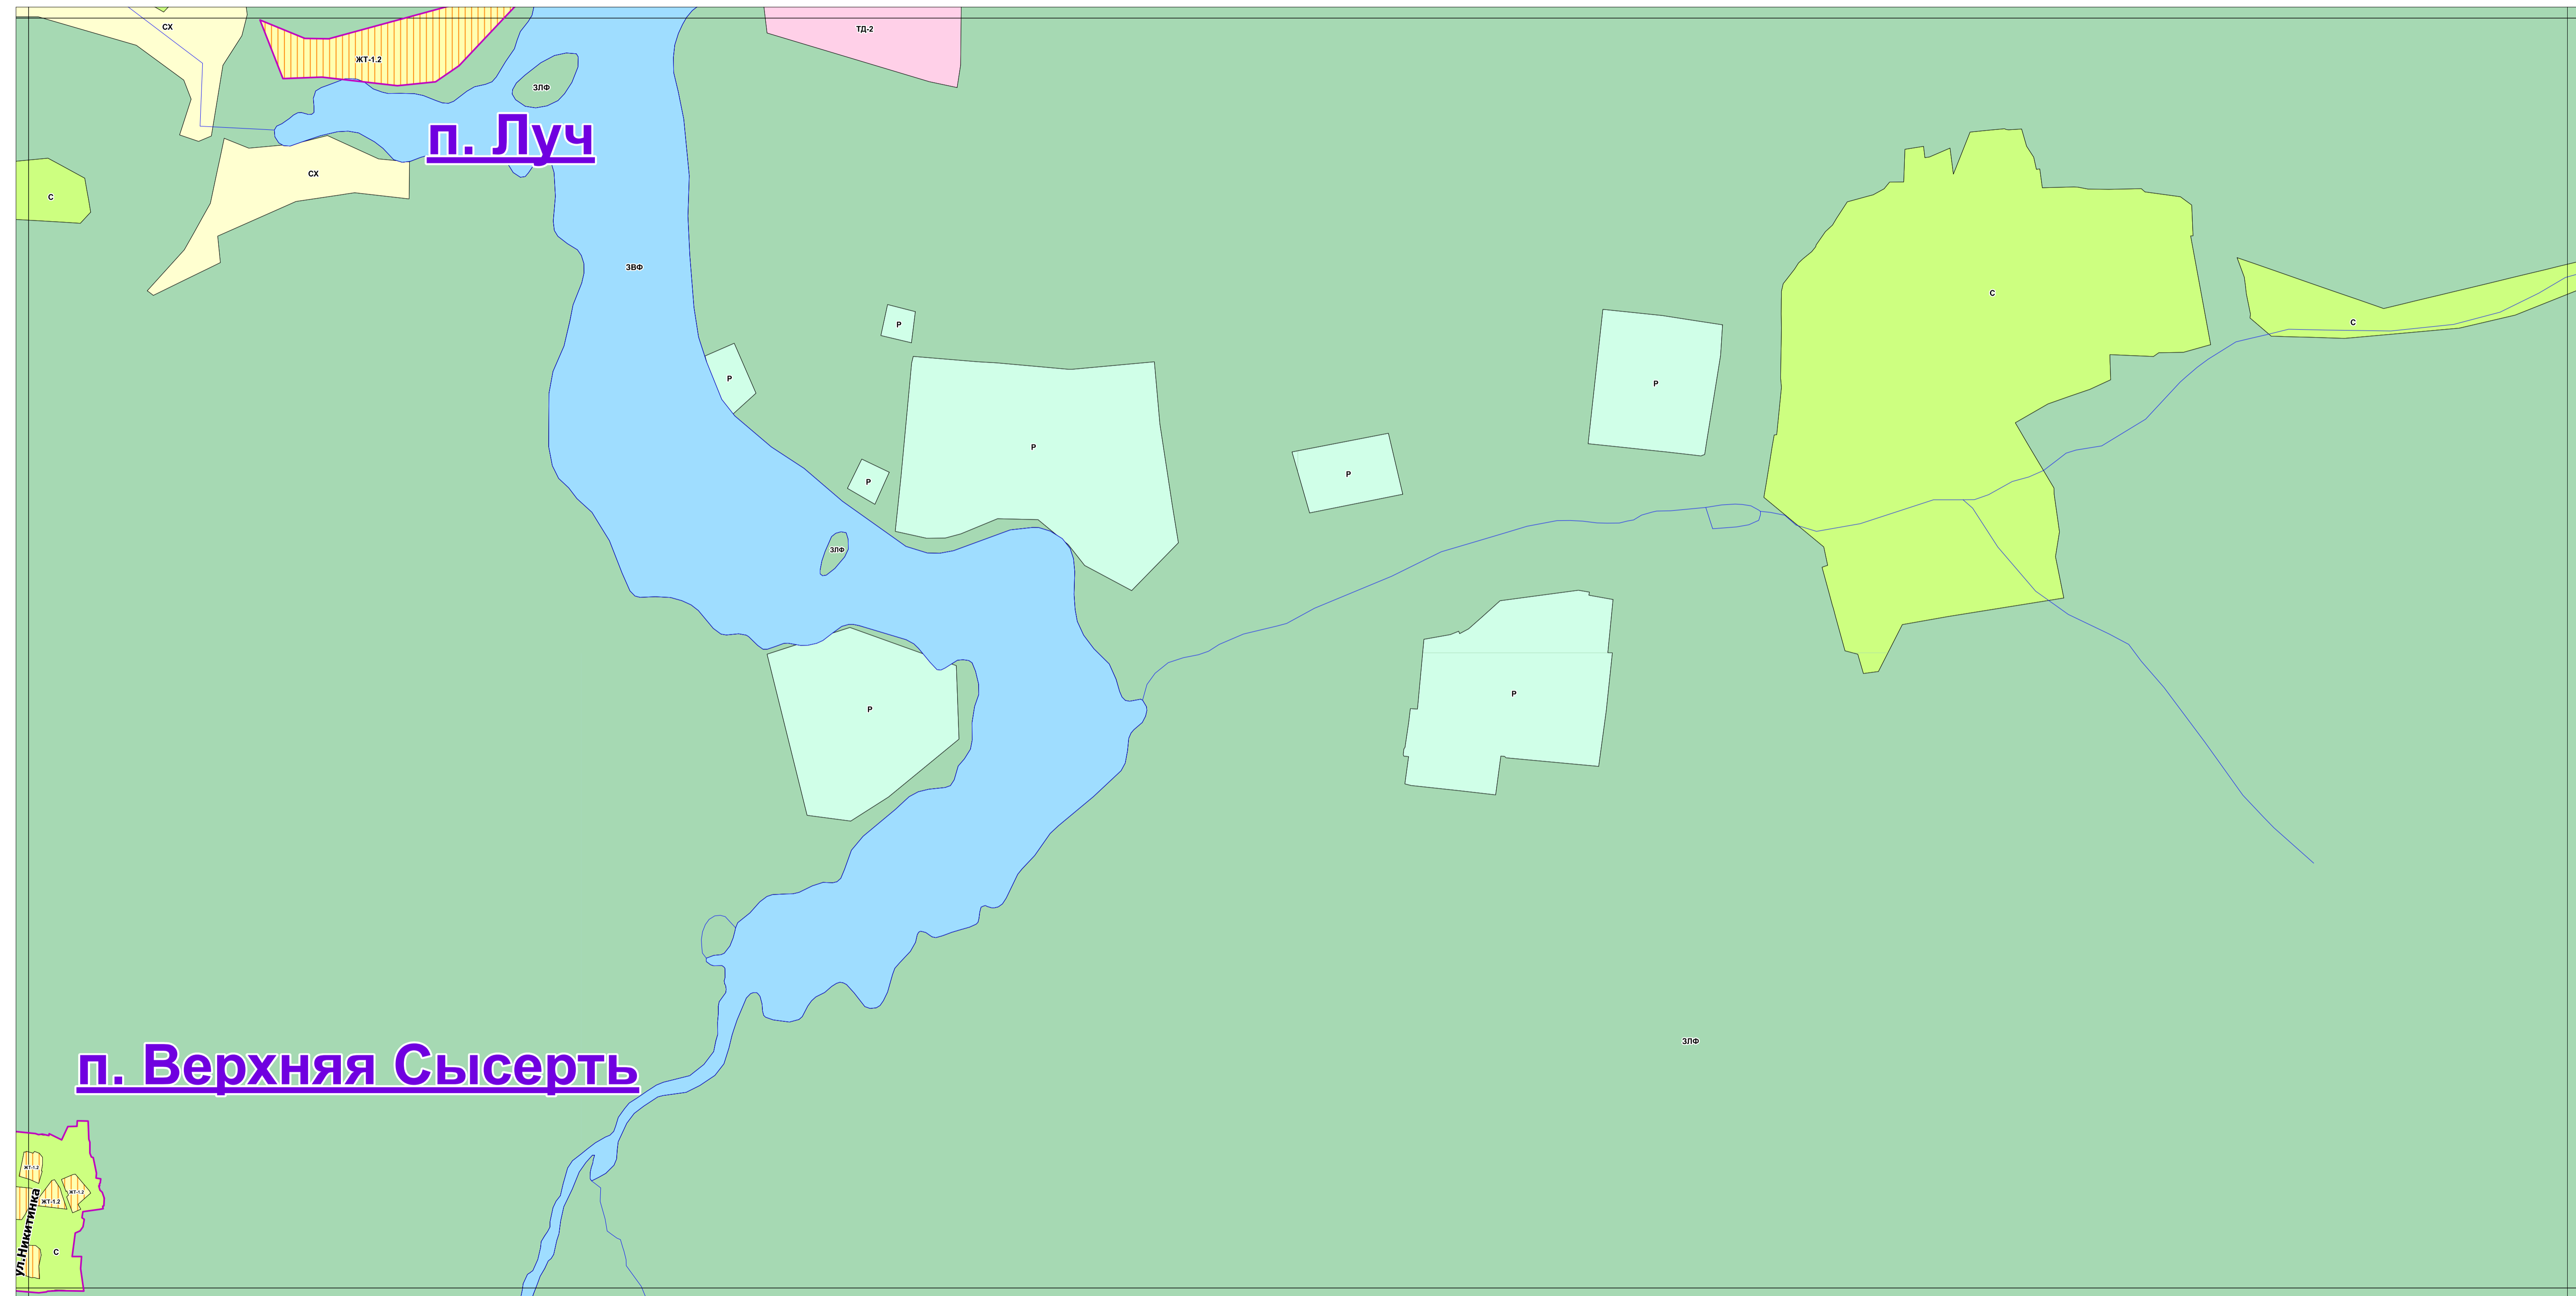 СХ
ТД-2
ЖТ-1.2
ЗЛФ
п. Луч
СХ
С
ЗВФ
С
С
Р
Р
Р
Р
Р
Р
Р
ЗЛФ
Р
Р
ЗЛФ
п. Верхняя Сысерть
ЖТ-1.2
ЖТ-1.2
ЖТ-1.2
ул.Никитинка
С